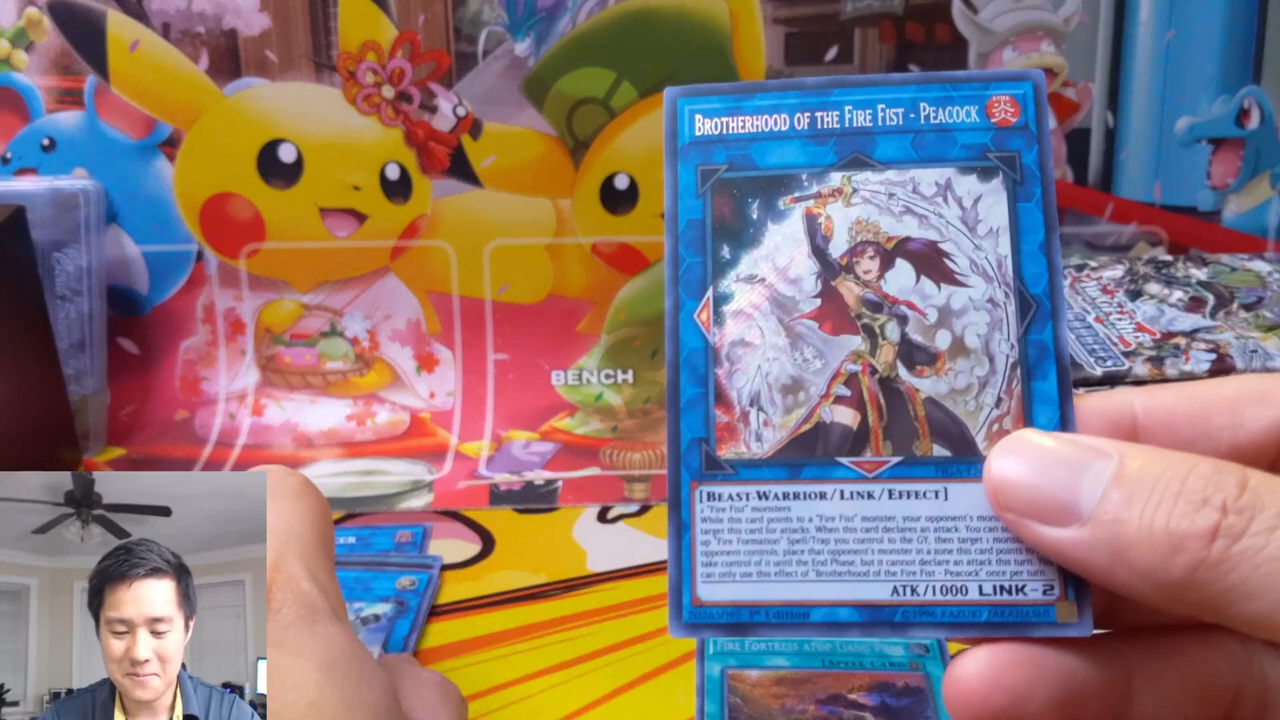 BROTHERHOOD OF THE FIRE FIST - PEACOCK
FIRE
炎
BENCH
[BEAST-WARRIOR/LINK/EFFECT]
2 "Fire Fist" monsters
While this card points to a "Fire Fist" monster, your opponent's
target this card for attacks. When this card declares an attack. You can
up "Fire Formation" Spell/Trap you control to the GY, then target 1
opponent controls; place that opponent's monster in a zone this card points
take control of it until the End Phase, but it cannot declare an attack this turn.
can only use this effect of "Brotherhood of the Fire Fist - Peacock" once per turn.
ATK/1000 LINK-2
1st Edition
©1996 KAZUKI TAKAHASHI
FIRE FORTRESS ATOP LIANG PEAK
[SPELL CARD